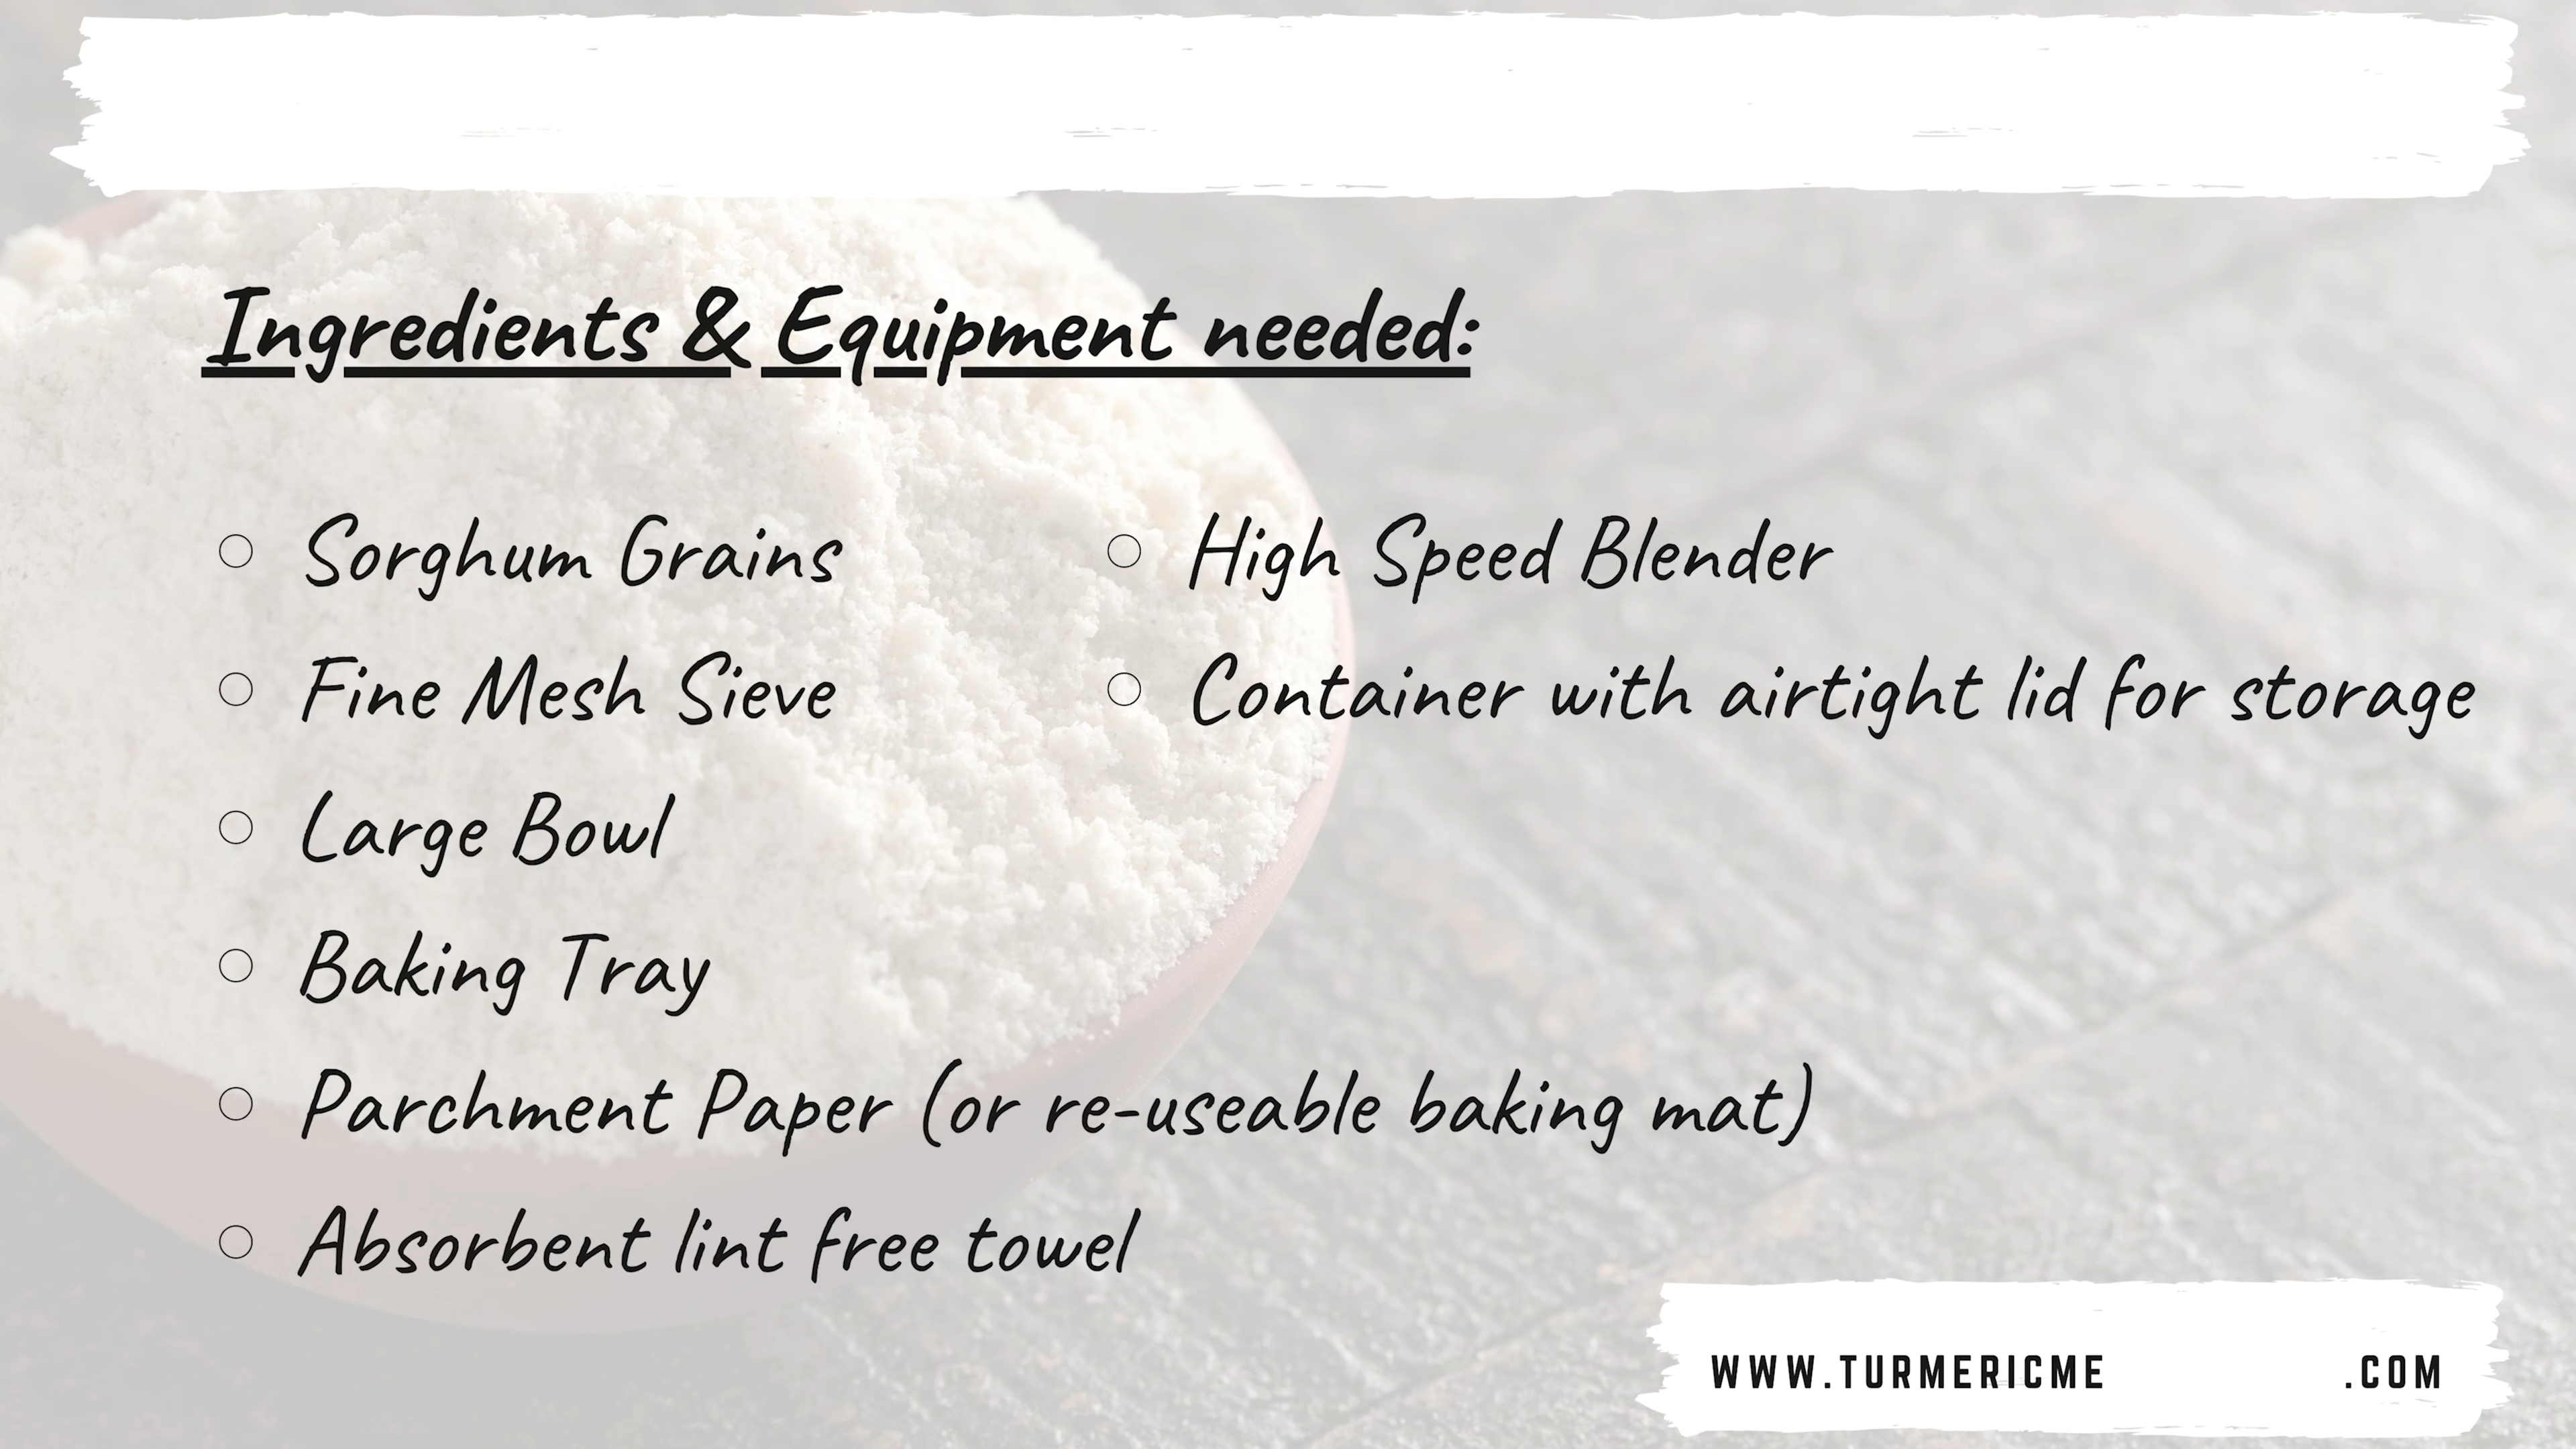 Ingredients & Equipment needed:
Sorghum Grains
Fine Mesh Sieve
Large Bowl
Baking Tray
Parchment Paper (or re-useable baking mat)
Absorbent lint free towel
High Speed Blender
Container with airtight lid for storage
WWW.TURMERICME .COM